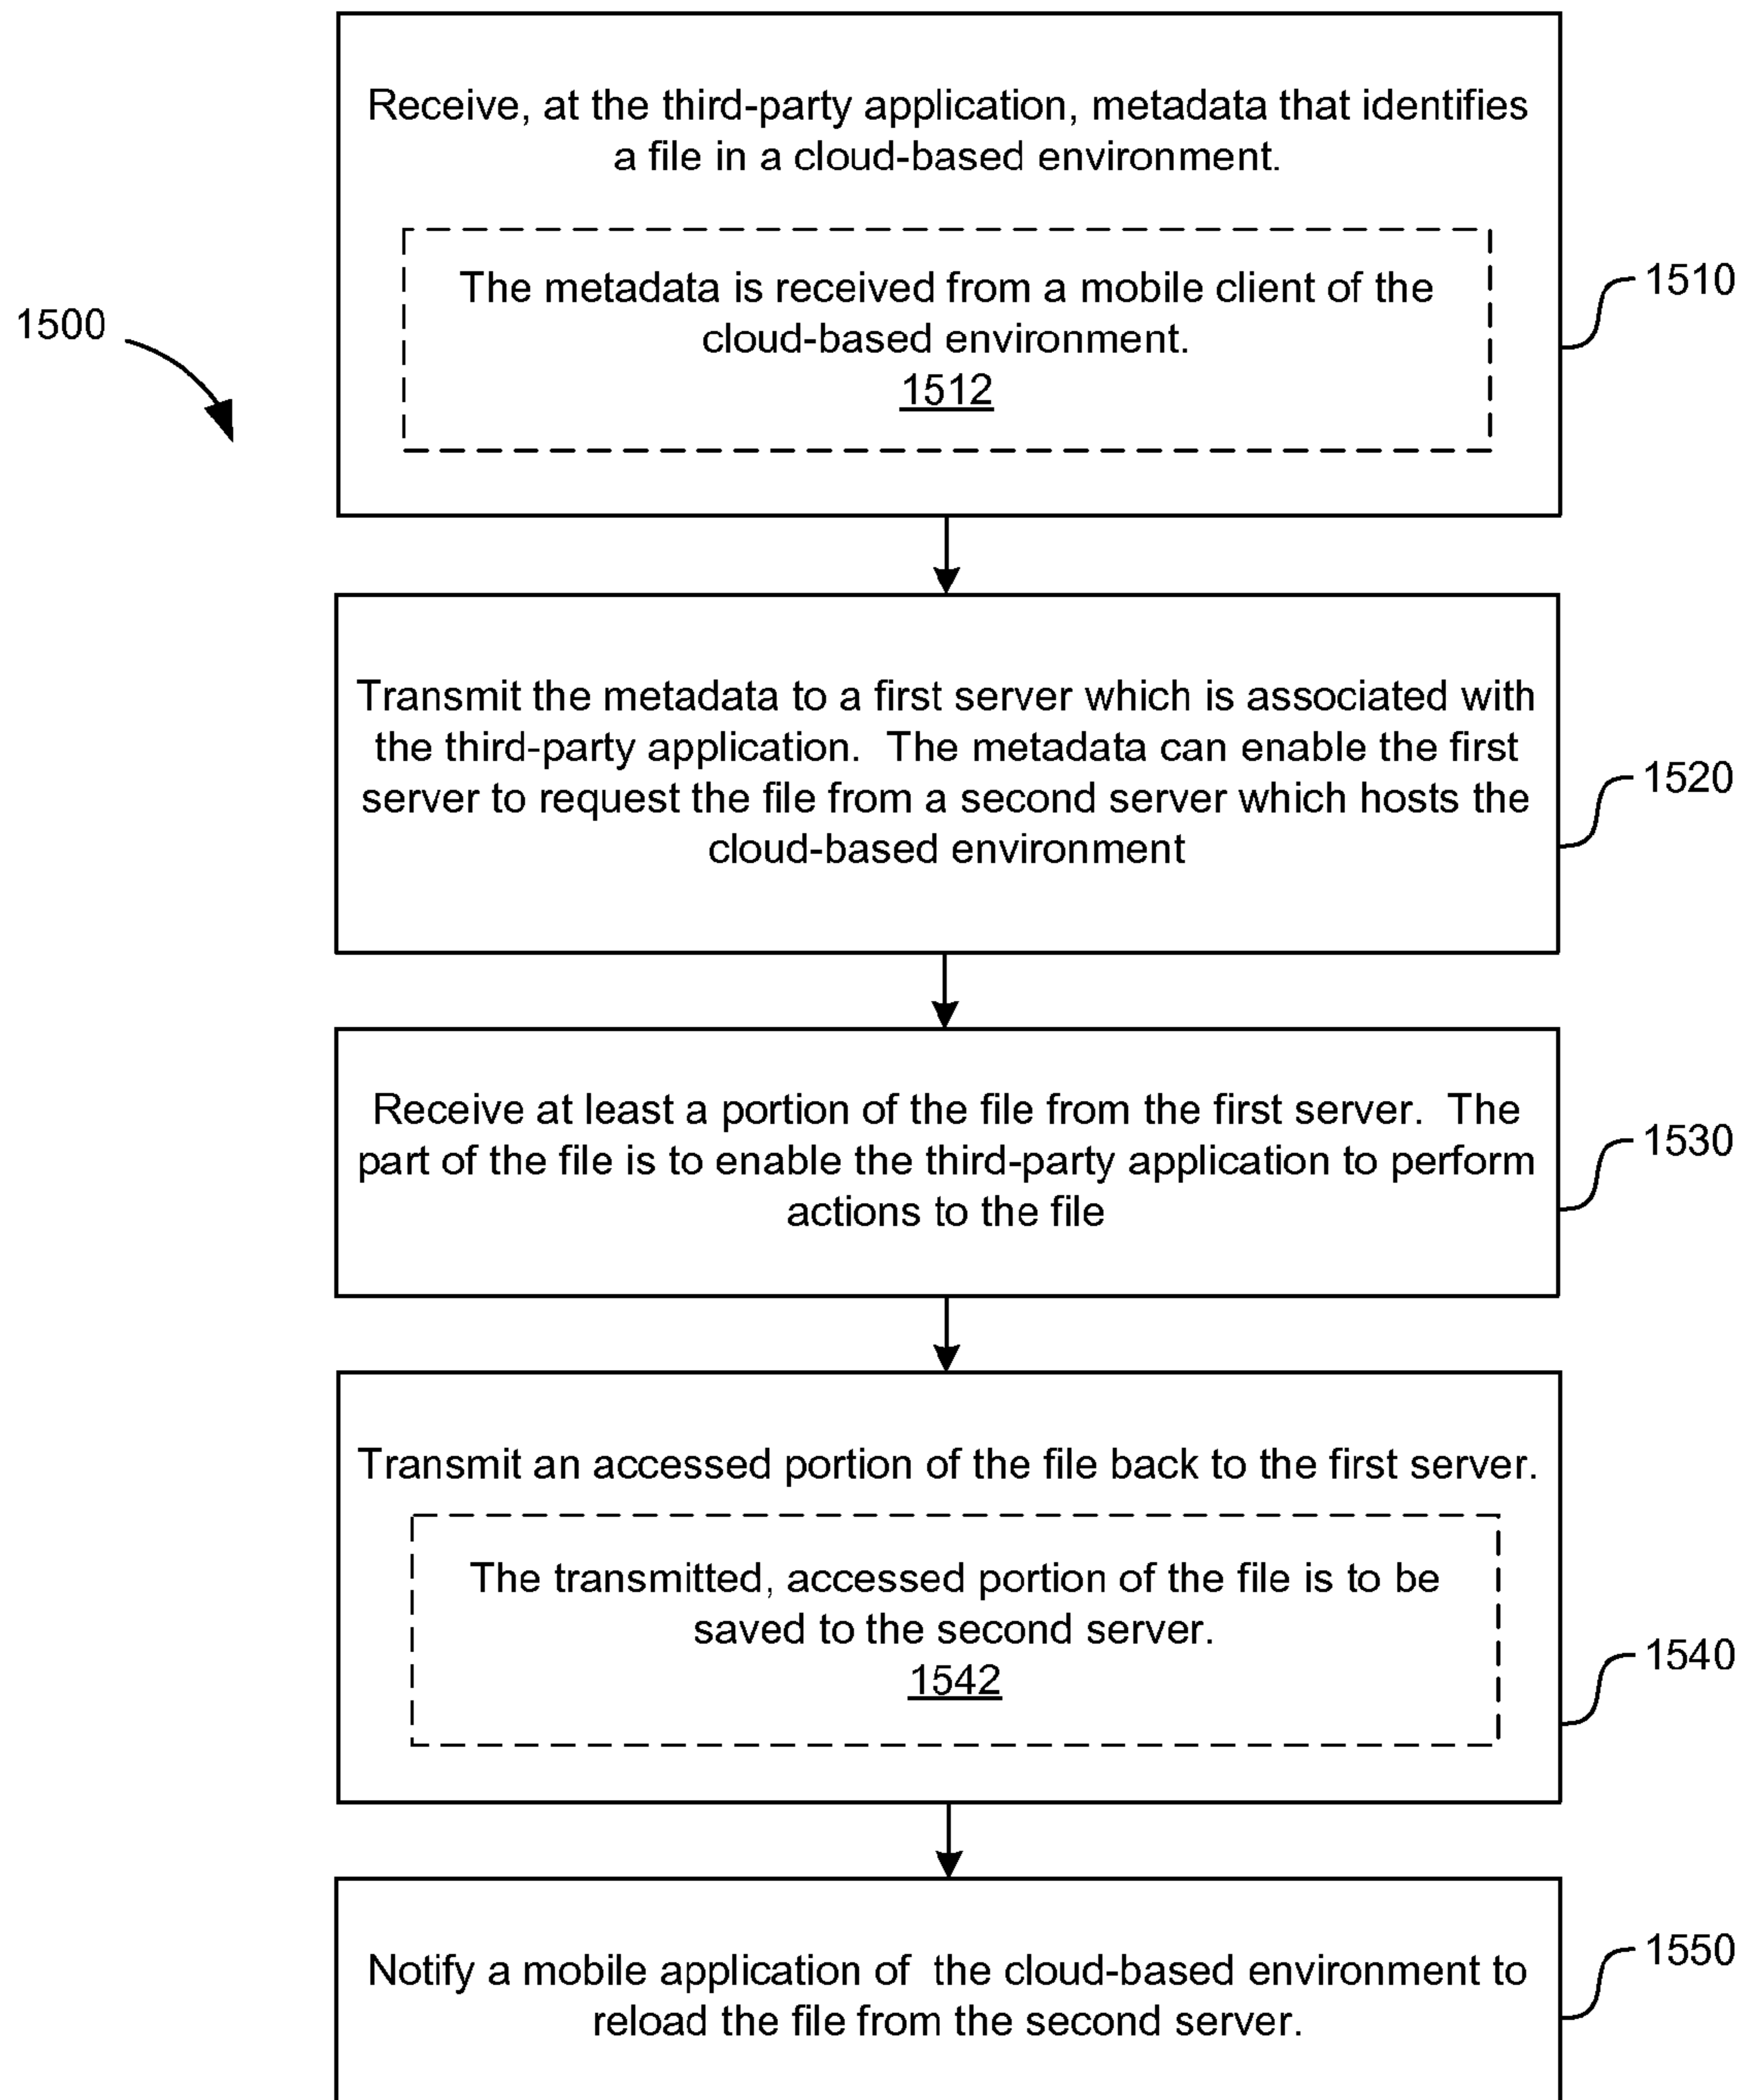 Receive, at the third-party application, metadata that identifies
a file in a cloud-based environment.
The metadata is received from a mobile client of the
cloud-based environment.
1512
1510
1500
Transmit the metadata to a first server which is associated with
the third-party application. The metadata can enable the first
server to request the file from a second server which hosts the
cloud-based environment
1520
Receive at least a portion of the file from the first server. The
part of the file is to enable the third-party application to perform
actions to the file
1530
Transmit an accessed portion of the file back to the first server.
The transmitted, accessed portion of the file is to be
saved to the second server.
1542
1540
Notify a mobile application of the cloud-based environment to
reload the file from the second server.
1550